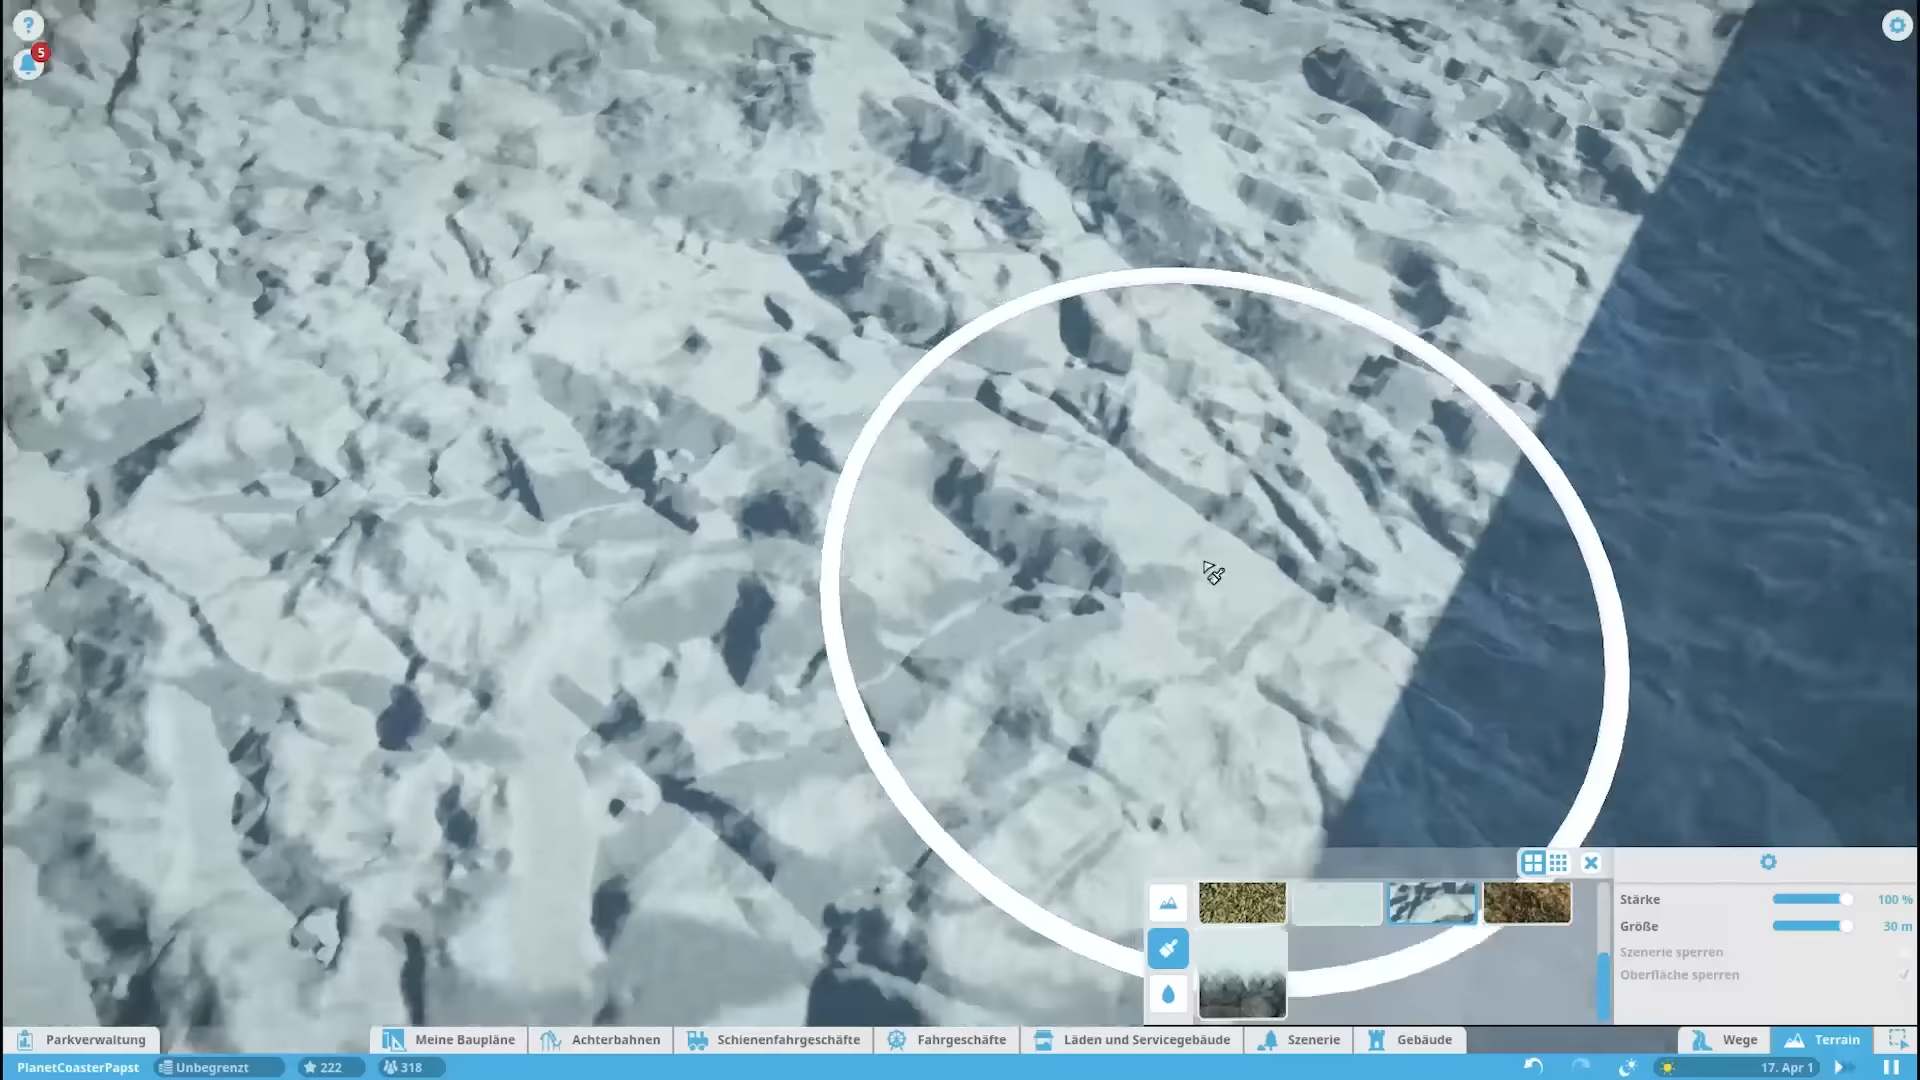 ?
5
Stärke 100 %
Größe 30 m
Szenerie sperren
Oberfläche sperren
Parkverwaltung Meine Baupläne Achterbahnen Schienenfahrgeschäfte Fahrgeschäfte Läden und Servicegebäude Szenerie Gebäude Wege Terrain
PlanetCoasterPapst Unbegrenzt 222 318 17. Apr 1